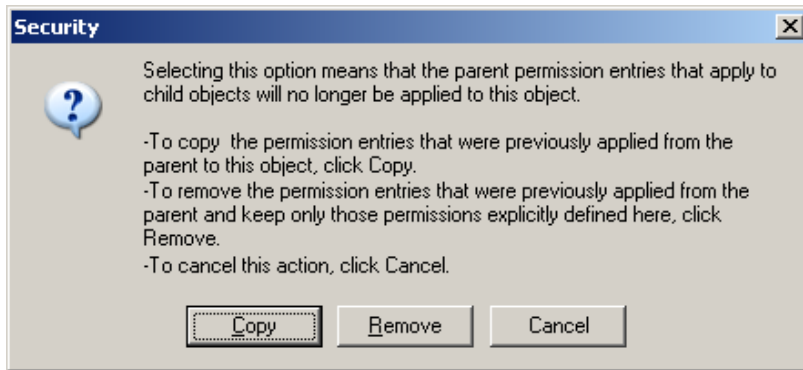 Security
Selecting this option means that the parent permission entries that apply to
child objects will no longer be applied to this object.
-To copy  the permission entries that were previously applied from the
parent to this object, click Copy.
-To remove the permission entries that were previously applied from the
parent and keep only those permissions explicitly defined here, click
Remove.
-To cancel this action, click Cancel.
Copy Remove Cancel